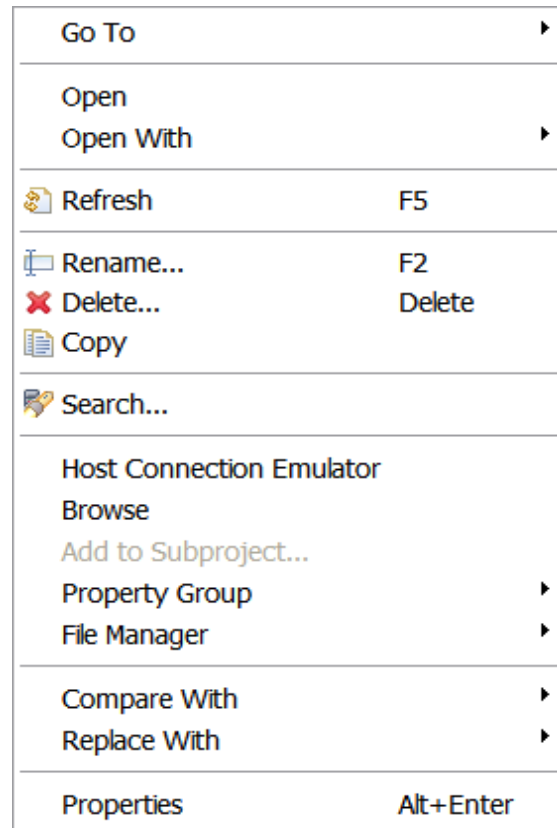 Go To
Open
Open With
Refresh F5
Rename... F2
Delete... Delete
Copy
Search...
Host Connection Emulator
Browse
Add to Subproject...
Property Group
File Manager
Compare With
Replace With
Properties Alt+Enter